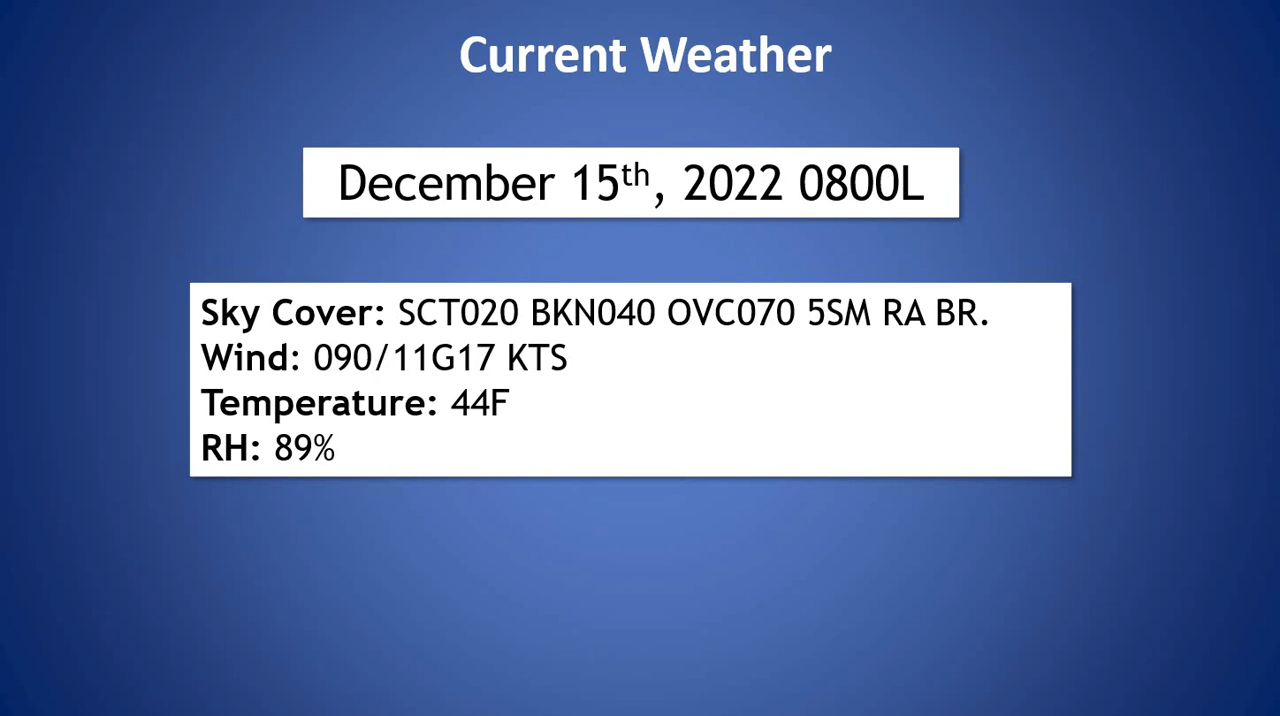 Current Weather
December 15th, 2022 0800L
Sky Cover: SCT020 BKN040 OVC070 5SM RA BR.
Wind: 090/11G17 KTS
Temperature: 44F
RH: 89%